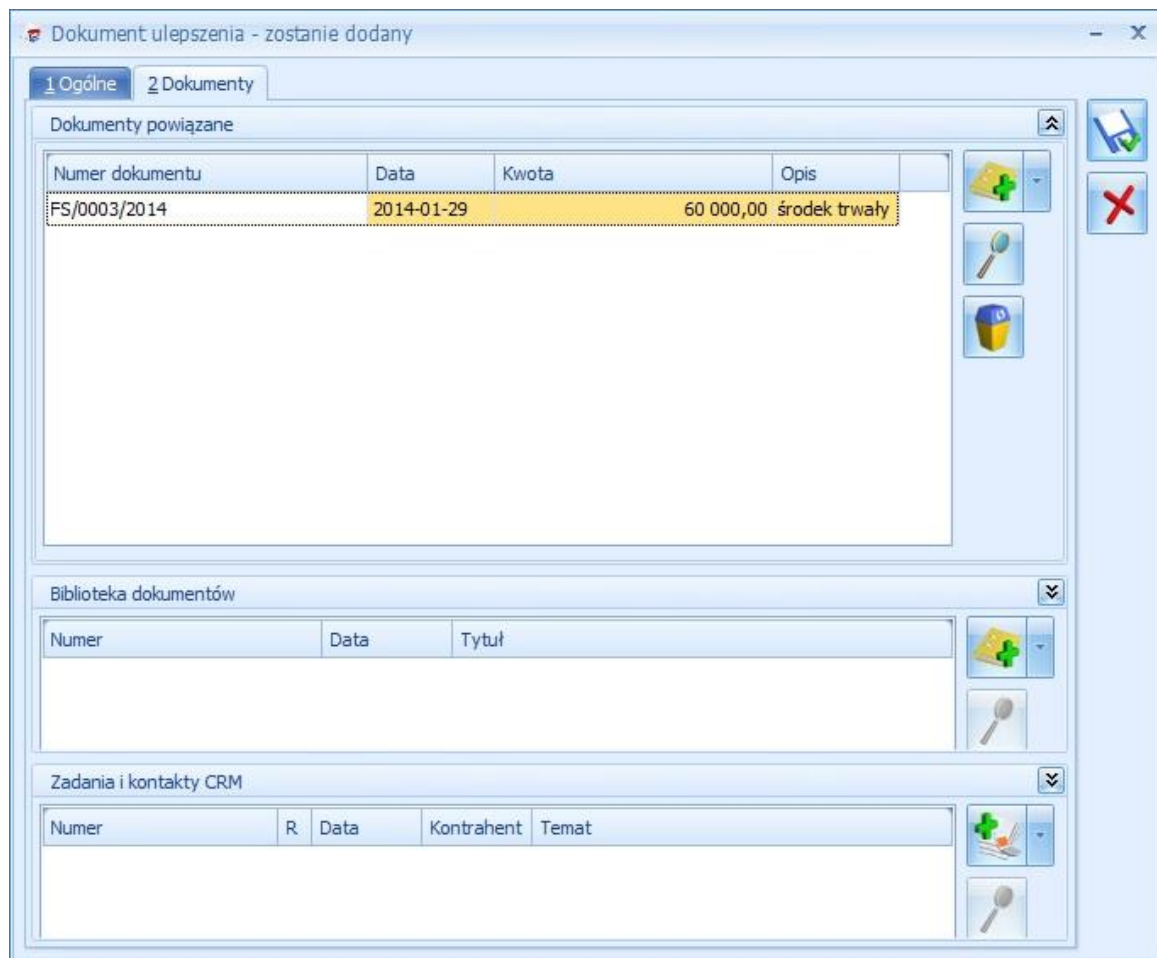 Dokument ulepszenia - zostanie dodany
1 Ogólne 2 Dokumenty
Dokumenty powiązane
Numer dokumentu Data Kwota Opis
FS/0003/2014 2014-01-29 60 000,00 środek trwały
Biblioteka dokumentów
Numer Data Tytuł
Zadania i kontakty CRM
Numer R Data Kontrahent Temat